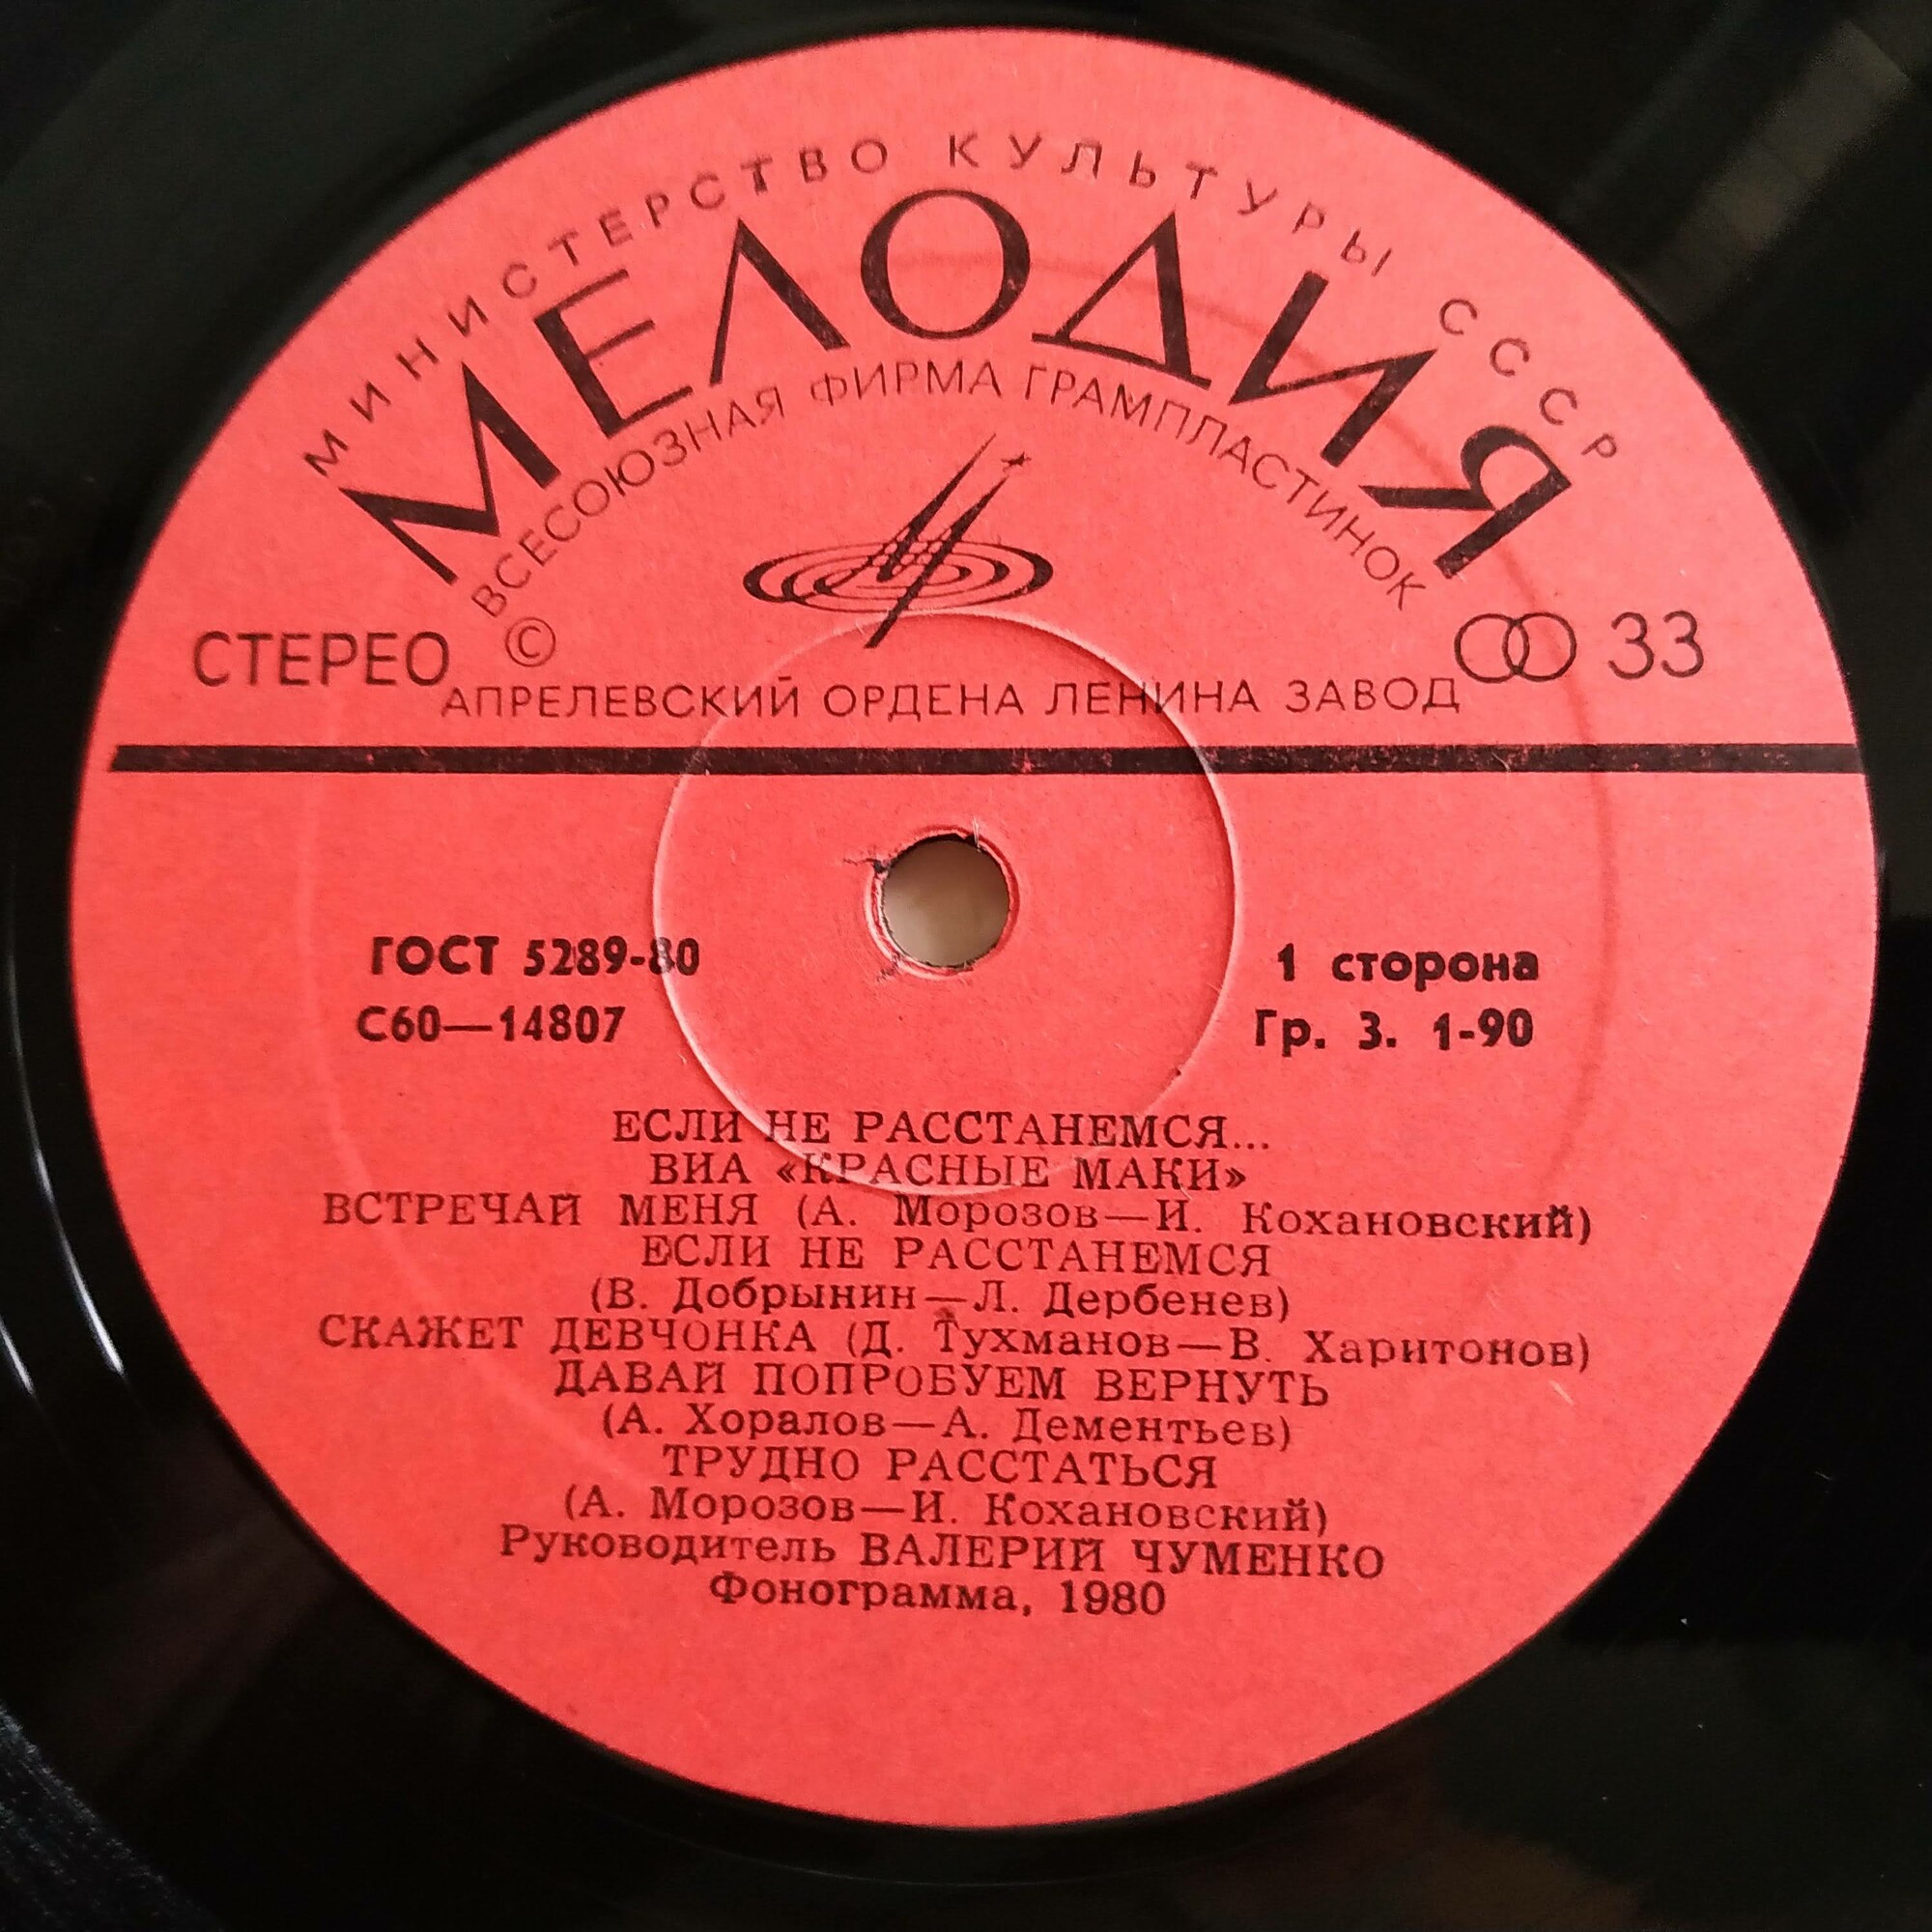 МИНИСТЕРСТВО КУЛЬТУРЫ СССР
МЕЛОДИЯ
ВСЕСОЮЗНАЯ ФИРМА ГРАМПЛАСТИНОК
СТЕРЕО © 33
АПРЕЛЕВСКИЙ ОРДЕНА ЛЕНИНА ЗАВОД
ГОСТ 5289-80 1 сторона
С60—14807 Гр. 3. 1-90
ЕСЛИ НЕ РАССТАНЕМСЯ...
ВИА «КРАСНЫЕ МАКИ»
ВСТРЕЧАЙ МЕНЯ (А. Морозов—И. Кохановский)
ЕСЛИ НЕ РАССТАНЕМСЯ
(В. Добрынин—Л. Дербенев)
СКАЖЕТ ДЕВЧОНКА (Д. Тухманов—В. Харитонов)
ДАВАЙ ПОПРОБУЕМ ВЕРНУТЬ
(А. Хоралов—А. Дементьев)
ТРУДНО РАССТАТЬСЯ
(А. Морозов—И. Кохановский)
Руководитель ВАЛЕРИЙ ЧУМЕНКО
Фонограмма, 1980